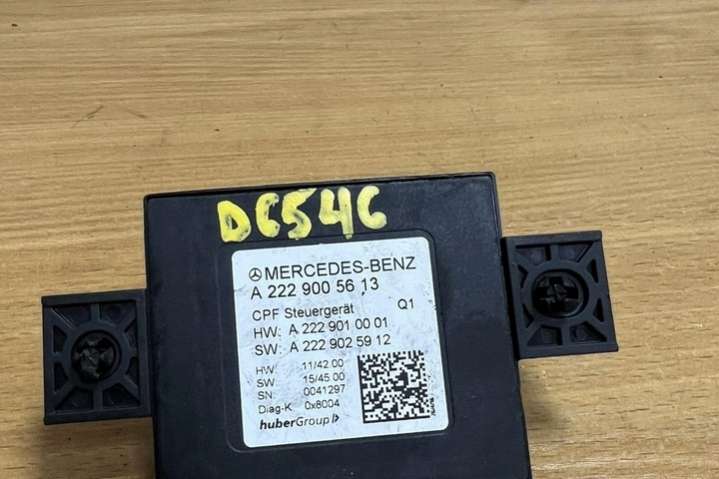 D6546
MERCEDES-BENZ
A 222 900 56 13
CPF Steuergerät Q1
HW: A 222 901 00 01
SW: A 222 902 59 12
HW: 11/42 00
SW: 15/45 00
SN: 0041297
Diag-K 0x8004
huberGroup